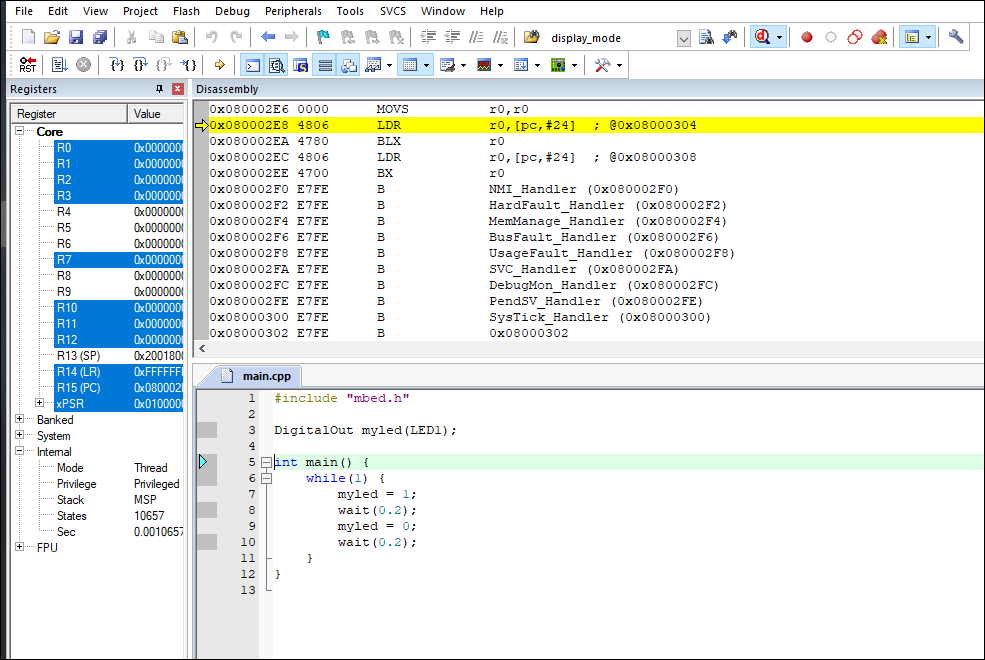 File Edit View Project Flash Debug Peripherals Tools SVCS Window Help
display_mode
RST
Registers
Disassembly
Register Value
Core
R0 0x0000000
R1 0x0000000
R2 0x0000000
R3 0x0000000
R4 0x0000000
R5 0x0000000
R6 0x0000000
R7 0x0000000
R8 0x0000000
R9 0x0000000
R10 0x0000000
R11 0x0000000
R12 0x0000000
R13 (SP) 0x2001800
R14 (LR) 0xFFFFFF
R15 (PC) 0x080002
xPSR 0x0100000
Banked
System
Internal
Mode Thread
Privilege Privileged
Stack MSP
States 10657
Sec 0.0010657
FPU
0x080002E6 0000 MOVS r0,r0
0x080002E8 4806 LDR r0,[pc,#24] ; @0x08000304
0x080002EA 4780 BLX r0
0x080002EC 4806 LDR r0,[pc,#24] ; @0x08000308
0x080002EE 4700 BX r0
0x080002F0 E7FE B NMI_Handler (0x080002F0)
0x080002F2 E7FE B HardFault_Handler (0x080002F2)
0x080002F4 E7FE B MemManage_Handler (0x080002F4)
0x080002F6 E7FE B BusFault_Handler (0x080002F6)
0x080002F8 E7FE B UsageFault_Handler (0x080002F8)
0x080002FA E7FE B SVC_Handler (0x080002FA)
0x080002FC E7FE B DebugMon_Handler (0x080002FC)
0x080002FE E7FE B PendSV_Handler (0x080002FE)
0x08000300 E7FE B SysTick_Handler (0x08000300)
0x08000302 E7FE B 0x08000302
main.cpp
1 #include "mbed.h"
2
3 DigitalOut myled(LED1);
4
5 int main() {
6 while(1) {
7 myled = 1;
8 wait(0.2);
9 myled = 0;
10 wait(0.2);
11 }
12 }
13